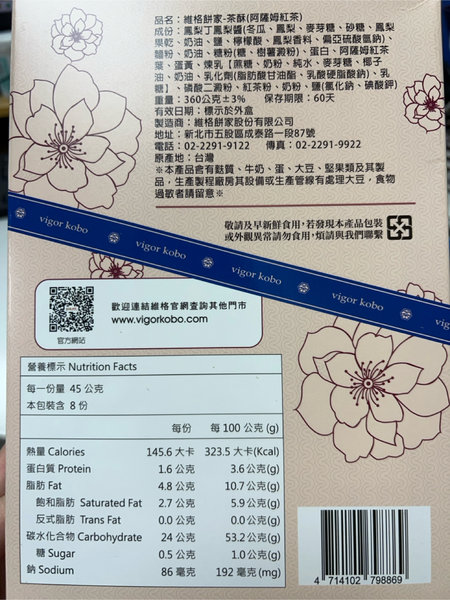 品名：維格餅家-茶酥(阿薩姆紅茶)
成份：鳳梨丁鳳梨醬(冬瓜、鳳梨、麥芽糖、砂糖、鳳梨
果乾、奶油、鹽、檸檬酸、鳳梨香料、偏亞硫酸氫鈉)、
麵粉、奶油、糖粉(糖、樹薯澱粉)、蛋白、阿薩姆紅茶
葉、蛋黃、煉乳(蔗糖、奶粉、純水、麥芽糖、椰子
油、奶油、乳化劑(脂肪酸甘油酯、乳酸硬脂酸鈉)、乳
糖)、磷酸二澱粉、紅茶粉、奶粉、鹽(氯化鈉、碘酸鉀)
重量：360公克±3% 保存期限：60天
有效日期：標示於外盒
製造商：維格餅家股份有限公司
地址：新北市五股區成泰路一段87號
電話：02-2291-9122 傳真：02-2291-9922
原產地：台灣
※本產品含有麩質、牛奶、蛋、大豆、堅果類及其製
品，生產製程廠房其設備或生產管線有處理大豆，食物
過敏者請留意※
敬請及早新鮮食用，若發現本產品包裝
或外觀異常請勿食用，煩請與我們聯繫
vigor kobo
vigor kobo
vigor kobo
vigor kobo
vigor kobo
歡迎連結維格官網查詢其他門市
www.vigorkobo.com
官方網站
營養標示 Nutrition Facts
每一份量 45 公克
本包裝含 8 份
每份 每 100 公克(g)
熱量 Calories 145.6 大卡 323.5 大卡(Kcal)
蛋白質 Protein 1.6 公克 3.6 公克(g)
脂肪 Fat 4.8 公克 10.7 公克(g)
飽和脂肪 Saturated Fat 2.7 公克 5.9 公克(g)
反式脂肪 Trans Fat 0.0 公克 0.0 公克(g)
碳水化合物 Carbohydrate 24 公克 53.2 公克(g)
糖 Sugar 0.5 公克 1.0 公克(g)
鈉 Sodium 86 毫克 192 毫克(mg)
4 714102 798869